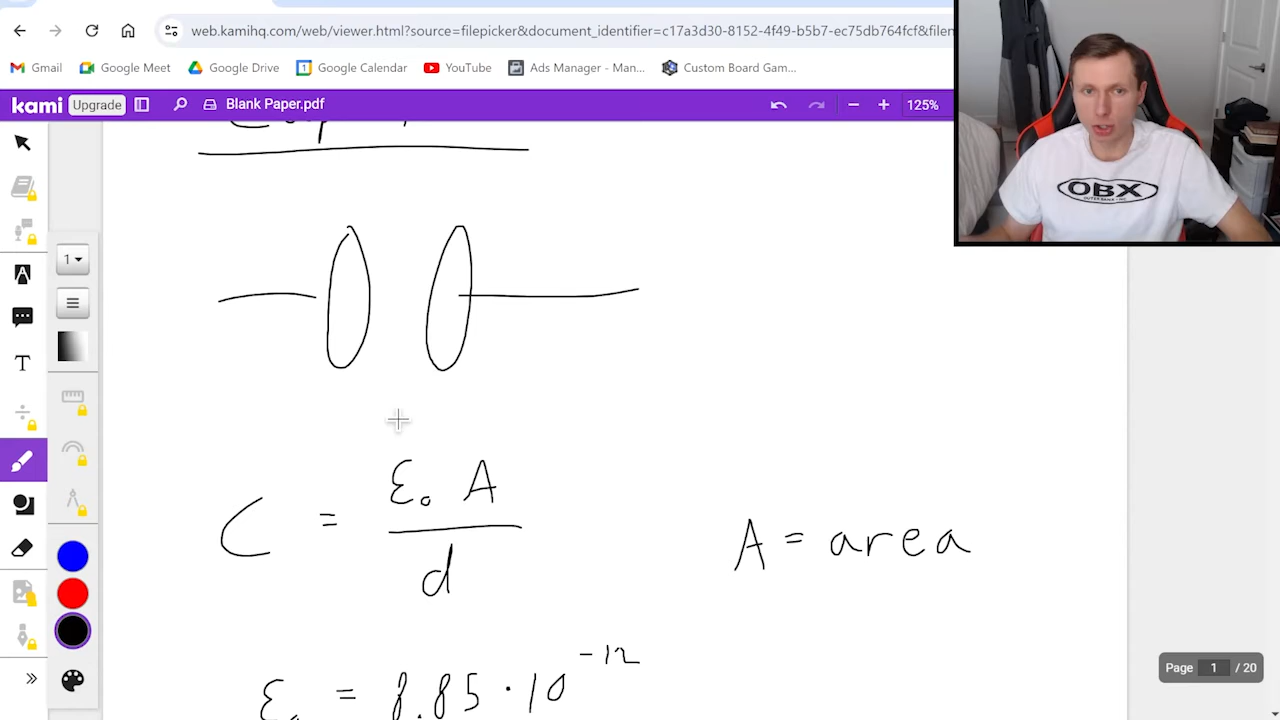 web.kamihq.com/web/viewer.html?source=filepicker&document_identifier=c17a3d30-8152-4f49-b5b7-ec75db764fcf&filen
Gmail Google Meet Google Drive Google Calendar YouTube Ads Manager - Man... Custom Board Gam...
kami Upgrade Blank Paper.pdf 125%
OBX
1
C = ε₀ A / d
A = area
ε₀ = 8.85 · 10⁻¹²
Page 1 / 20